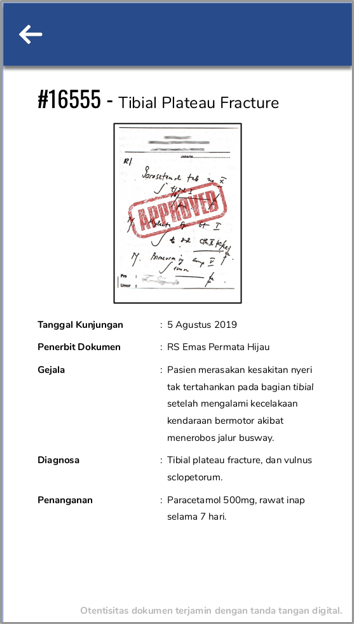 #16555 - Tibial Plateau Fracture
R/
APPROVED
Tanggal Kunjungan : 5 Agustus 2019
Penerbit Dokumen : RS Emas Permata Hijau
Gejala : Pasien merasakan kesakitan nyeri
tak tertahankan pada bagian tibial
setelah mengalami kecelakaan
kendaraan bermotor akibat
menerobos jalur busway.
Diagnosa : Tibial plateau fracture, dan vulnus
sclopetorum.
Penanganan : Paracetamol 500mg, rawat inap
selama 7 hari.
Otentisitas dokumen terjamin dengan tanda tangan digital.